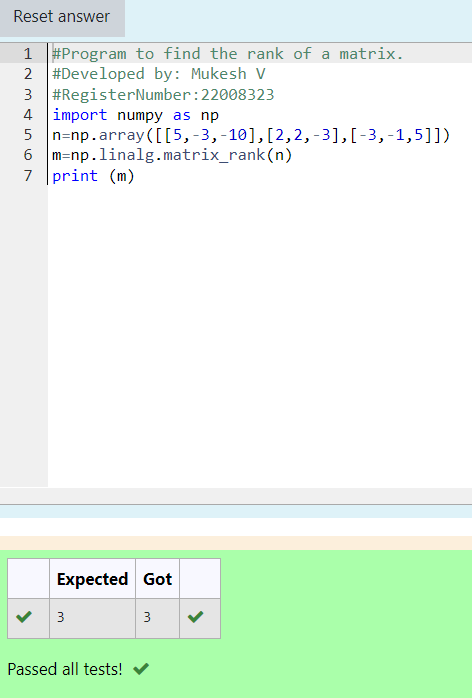 Reset answer
1 #Program to find the rank of a matrix.
2 #Developed by: Mukesh V
3 #RegisterNumber:22008323
4 import numpy as np
5 n=np.array([[5,-3,-10],[2,2,-3],[-3,-1,5]])
6 m=np.linalg.matrix_rank(n)
7 print (m)
Expected Got
3 3
Passed all tests!